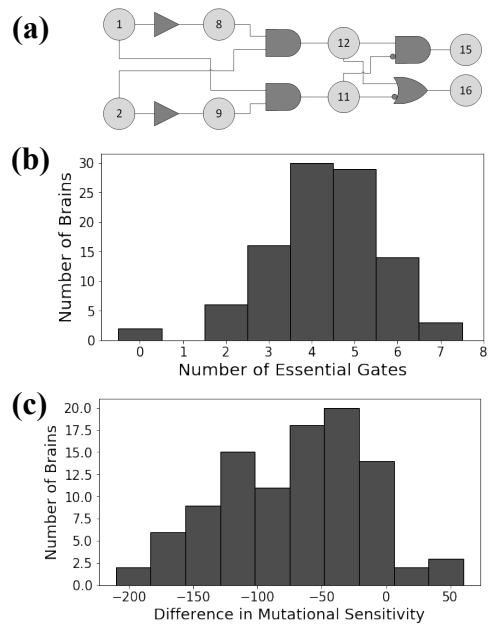 (a)
1 8 12 15
2 9 11 16
(b)
Number of Brains
30
25
20
15
10
5
0
0 1 2 3 4 5 6 7 8
Number of Essential Gates
(c)
Number of Brains
20.0
17.5
15.0
12.5
10.0
7.5
5.0
2.5
0.0
−200 −150 −100 −50 0 50
Difference in Mutational Sensitivity